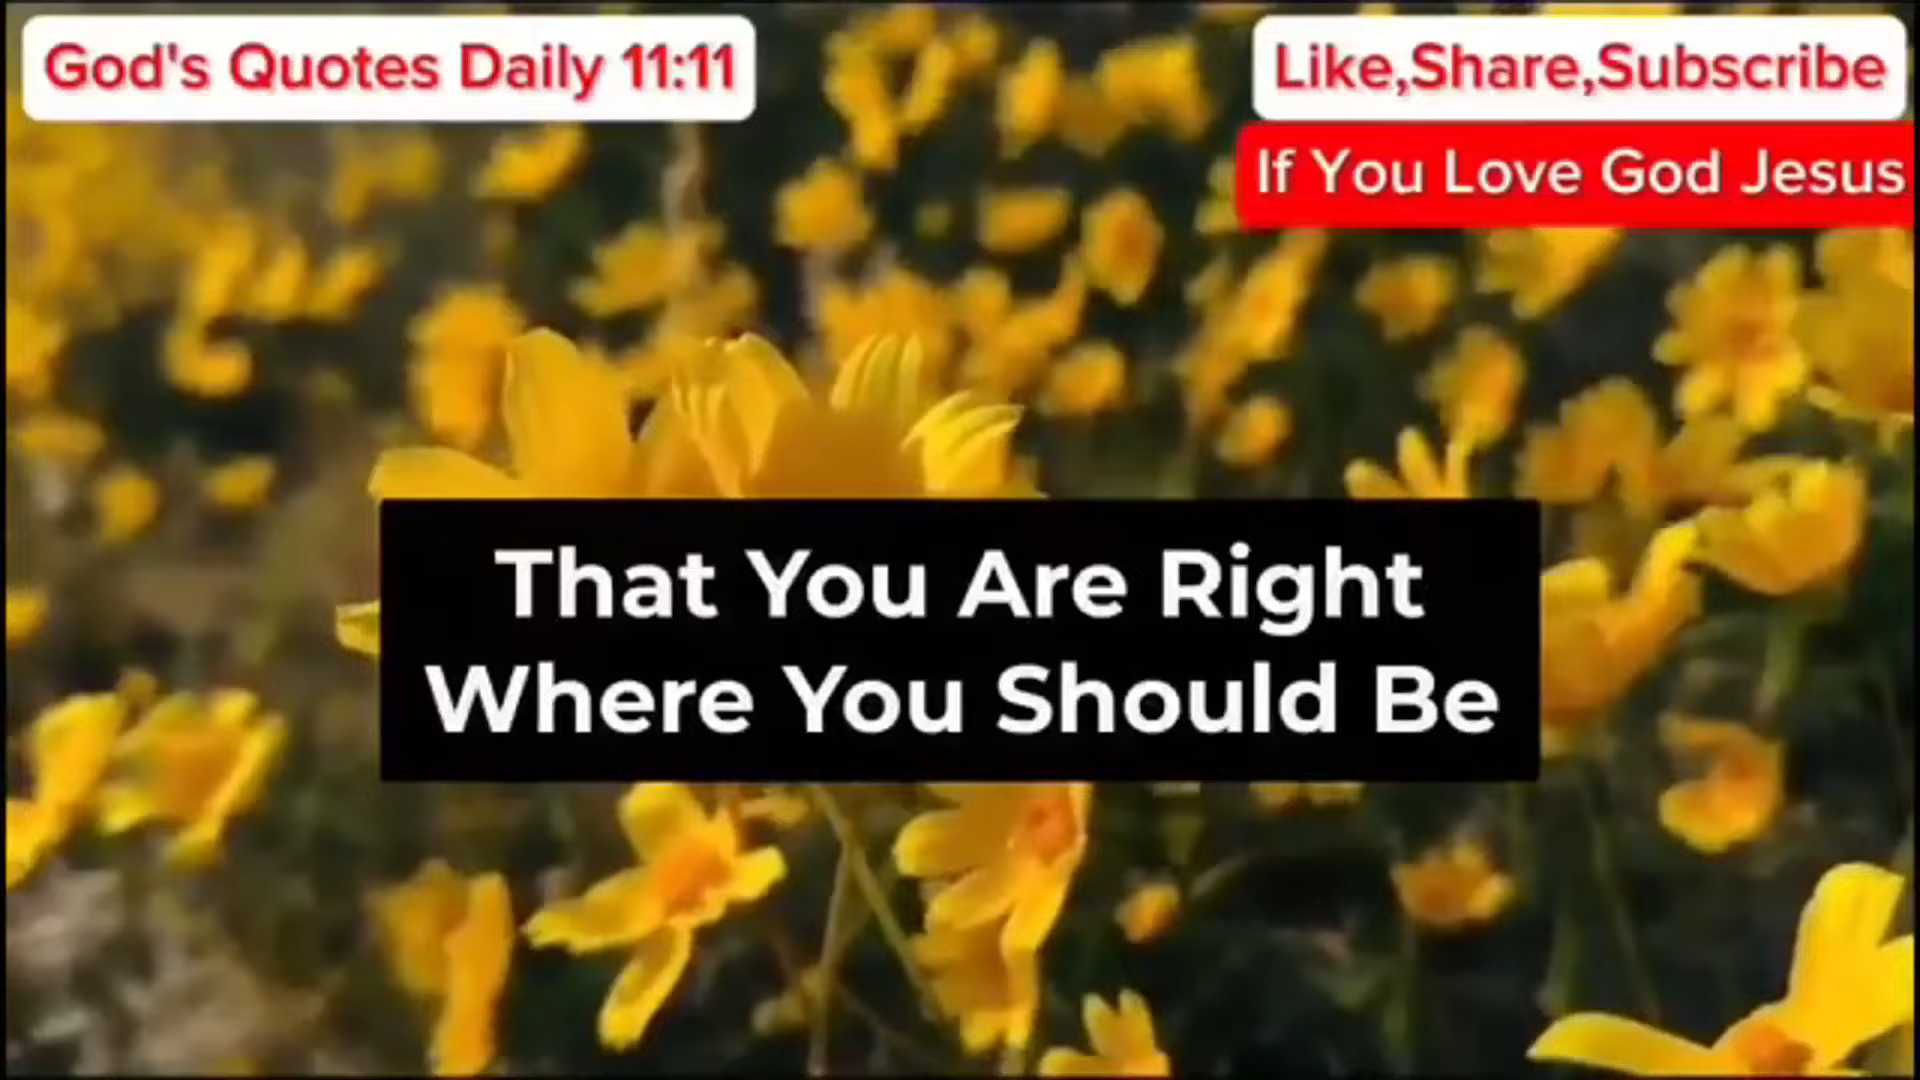 God's Quotes Daily 11:11
Like,Share,Subscribe
If You Love God Jesus
That You Are Right
Where You Should Be